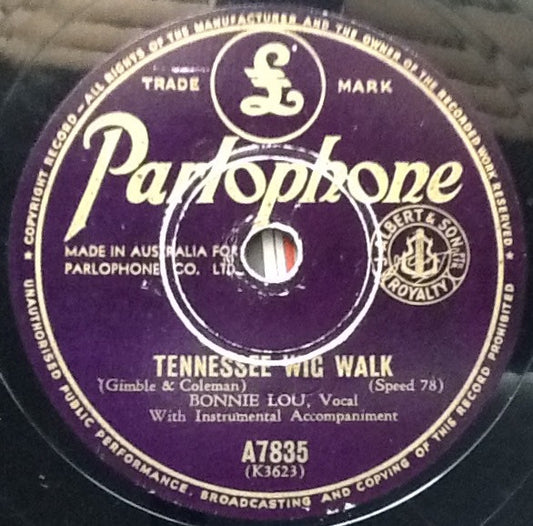 COPYRIGHT RECORD — ALL RIGHTS OF THE MANUFACTURER AND THE OWNER OF THE RECORDED WORK RESERVED
UNAUTHORISED PUBLIC PERFORMANCE, BROADCASTING AND COPYING OF THIS RECORD PROHIBITED
£
TRADE MARK
Parlophone
MADE IN AUSTRALIA FOR
PARLOPHONE CO. LTD.
J. ALBERT & SON PTY
ROYALTY
TENNESSEE WIG WALK
(Gimble & Coleman) (Speed 78)
BONNIE LOU, Vocal
With Instrumental Accompaniment
A7835
(K3623)